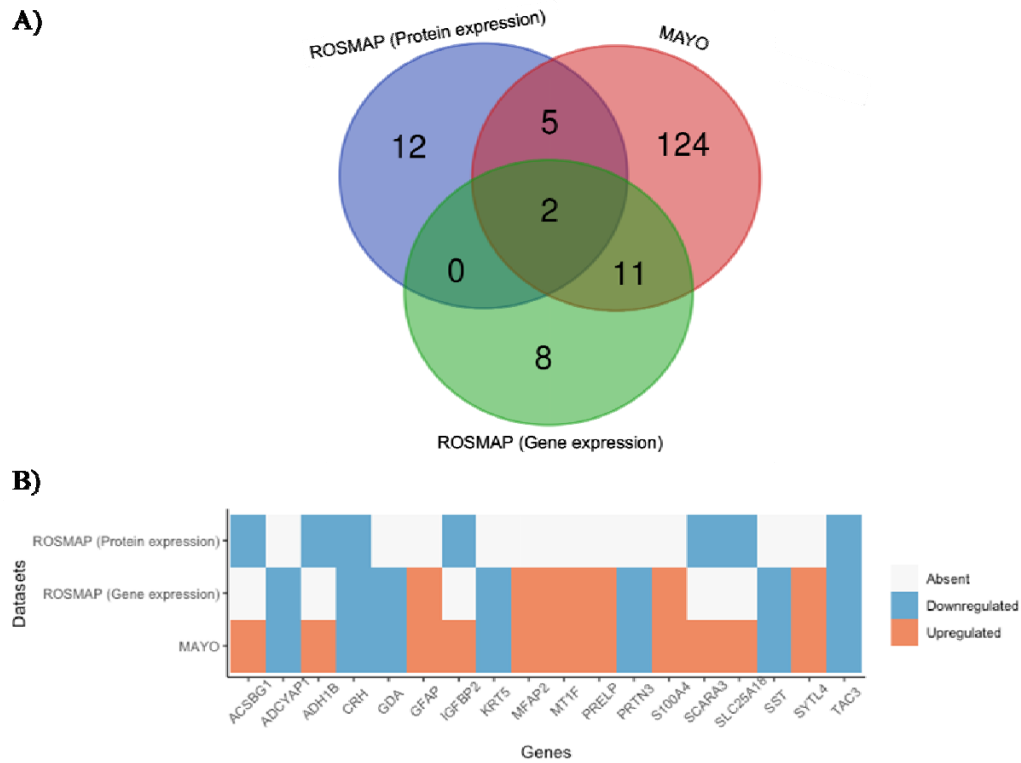 A)
ROSMAP (Protein expression)
MAYO
12
5
124
2
0
11
8
ROSMAP (Gene expression)
B)
Datasets
ROSMAP (Protein expression)
ROSMAP (Gene expression)
MAYO
Absent
Downregulated
Upregulated
ACSBG1
ADCYAP1
ADH1B
CRH
GDA
GFAP
IGFBP2
KRT5
MFAP2
MT1F
PRELP
PRTN3
S100A4
SCARA3
SLC25A18
SST
SYTL4
TAC3
Genes